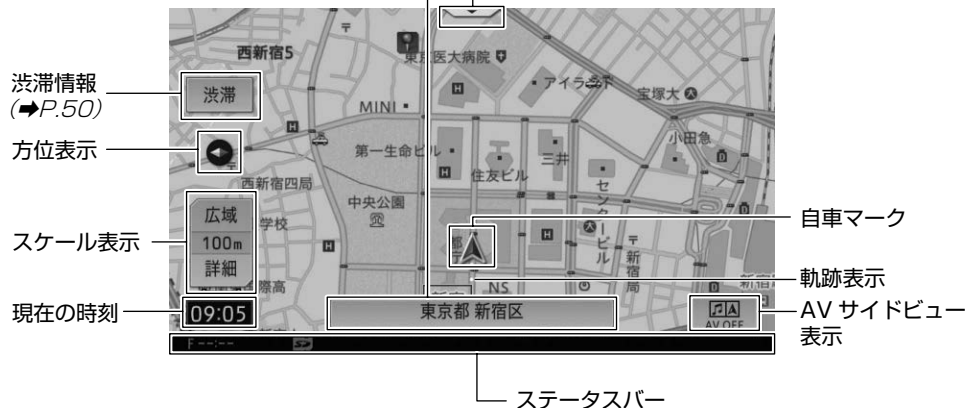 西新宿5
東京医大病院
渋滞情報
(➡P.50)
渋滞
アイランド
宝塚大
MINI
小田急
方位表示
第一生命ビル
三井
住友ビル
西新宿四局
センタービル
中央公園
広域
学校
100m
詳細
スケール表示
自車マーク
都
〒新宿局
軌跡表示
NS
現在の時刻
09:05
東京都 新宿区
AV OFF
AV サイドビュー
表示
F --:--
ステータスバー